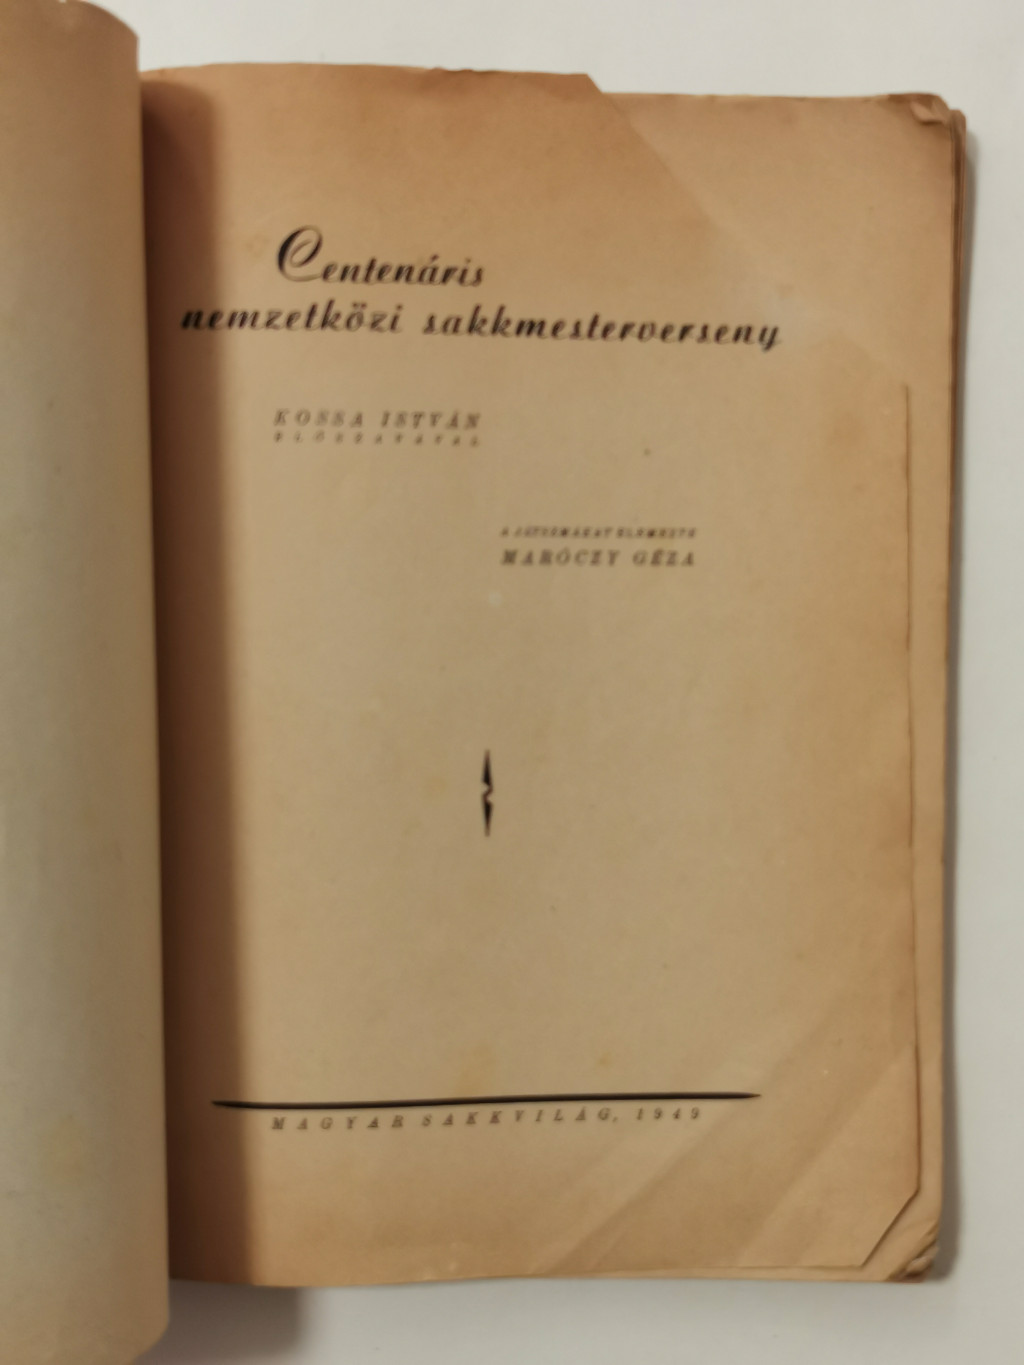 Centenáris
nemzetközi sakkmesterverseny
KOSSA ISTVÁN
ELŐSZAVÁVAL
A JÁTSZMÁKAT ELEMEZTE
MARÓCZY GÉZA
MAGYAR SAKKVILÁG, 1949